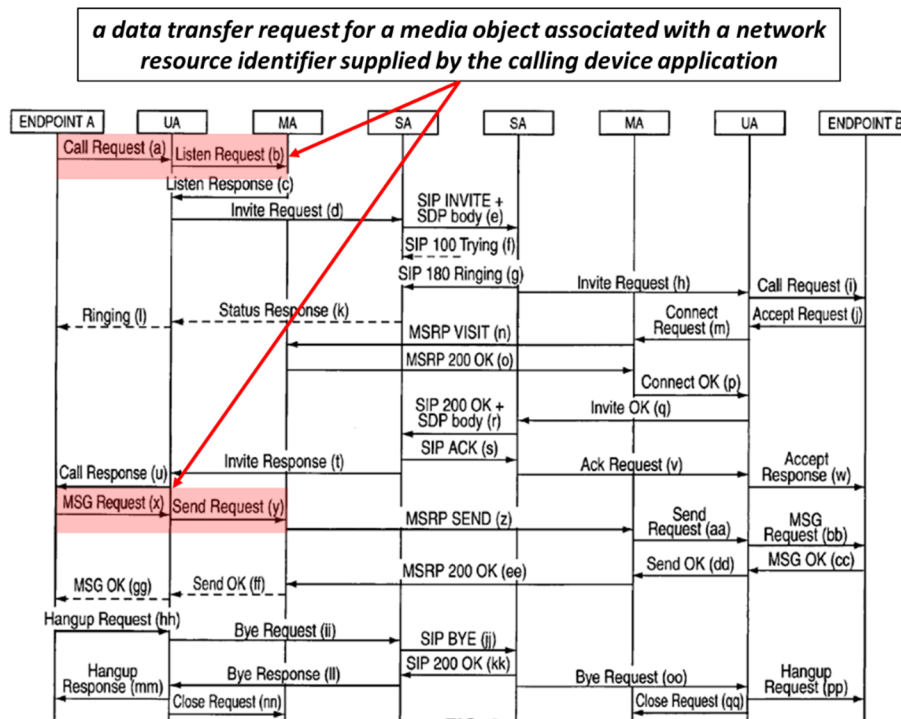 a data transfer request for a media object associated with a network
resource identifier supplied by the calling device application
ENDPOINT A UA MA SA SA MA UA ENDPOINT B
Call Request (a)
Listen Request (b)
Listen Response (c)
Invite Request (d)
SIP INVITE +
SDP body (e)
SIP 100 Trying (f)
SIP 180 Ringing (g)
Invite Request (h)
Call Request (i)
Ringing (l)
Status Response (k)
Connect
Request (m)
Accept Request (j)
MSRP VISIT (n)
MSRP 200 OK (o)
Connect OK (p)
SIP 200 OK +
SDP body (r)
Invite OK (q)
SIP ACK (s)
Call Response (u)
Invite Response (t)
Ack Request (v)
Accept
Response (w)
MSG Request (x)
Send Request (y)
MSRP SEND (z)
Send
Request (aa)
MSG
Request (bb)
MSG OK (gg)
Send OK (ff)
MSRP 200 OK (ee)
Send OK (dd)
MSG OK (cc)
Hangup Request (hh)
Bye Request (ii)
SIP BYE (jj)
SIP 200 OK (kk)
Hangup
Response (mm)
Bye Response (ll)
Bye Request (oo)
Hangup
Request (pp)
Close Request (nn)
Close Request (qq)